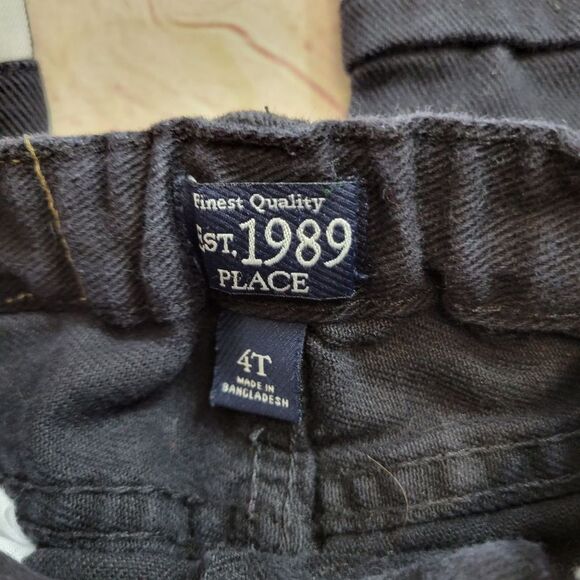 Finest Quality
EST. 1989
PLACE
4T
MADE IN
BANGLADESH